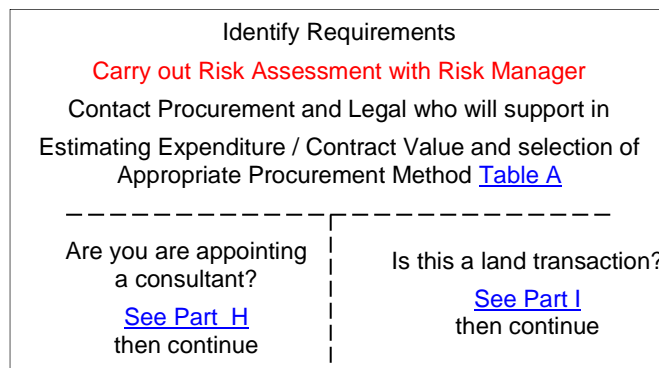 Identify Requirements
Carry out Risk Assessment with Risk Manager
Contact Procurement and Legal who will support in
Estimating Expenditure / Contract Value and selection of
Appropriate Procurement Method Table A
Are you are appointing
a consultant?
See Part H
then continue
Is this a land transaction?
See Part I
then continue